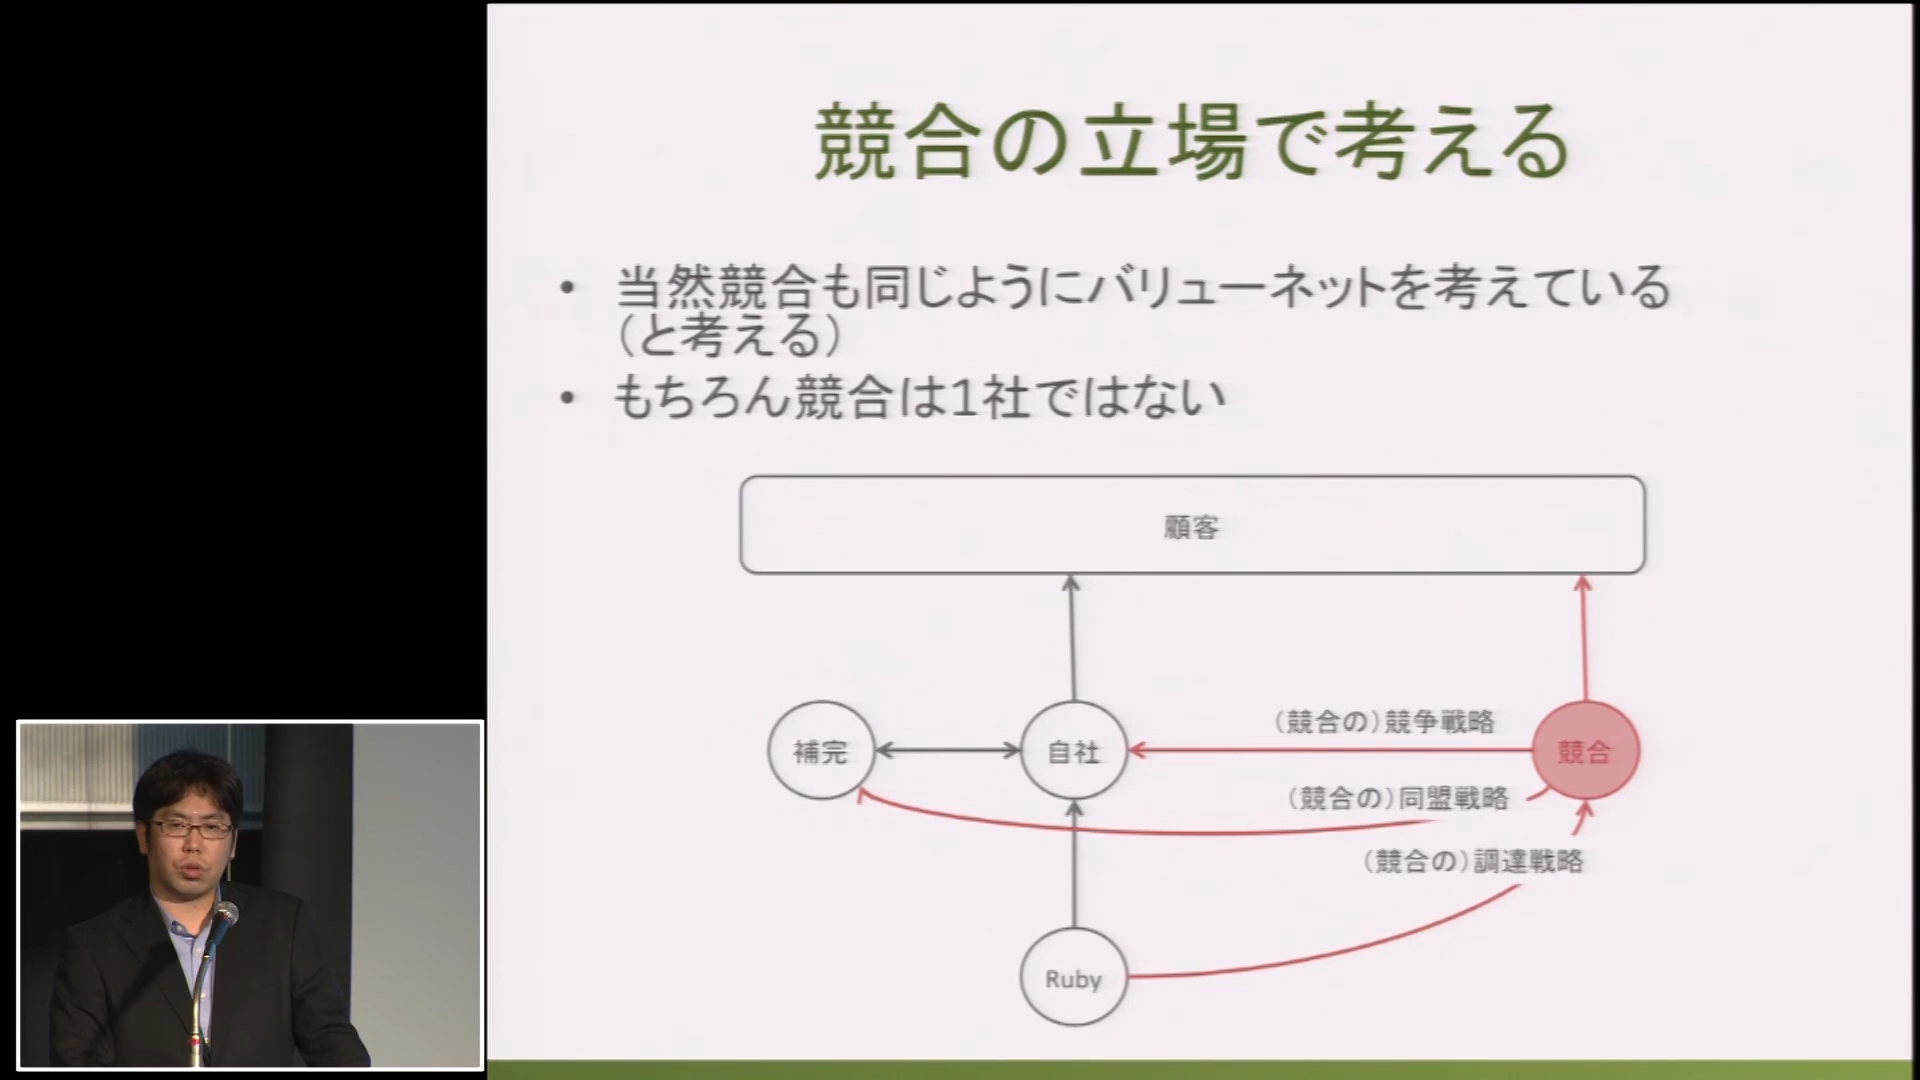 競合の立場で考える
• 当然競合も同じようにバリューネットを考えている
（と考える）
• もちろん競合は1社ではない
顧客
（競合の）競争戦略
補完
自社
競合
（競合の）同盟戦略
（競合の）調達戦略
Ruby